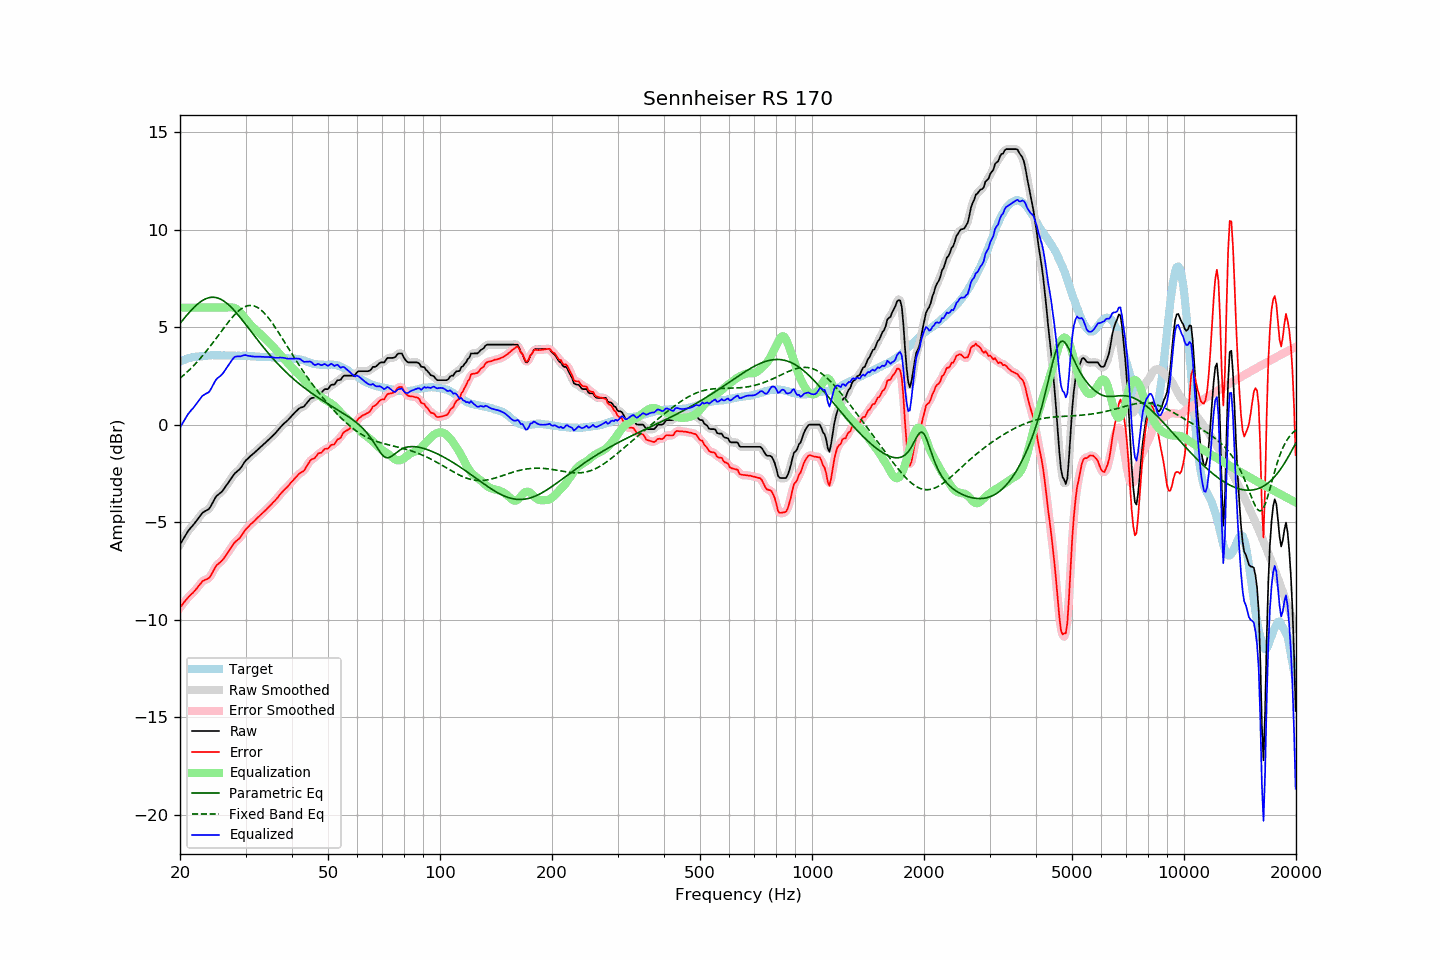 Sennheiser RS 170
15
10
5
0
−5
−10
−15
−20
Amplitude (dBr)
Target
Raw Smoothed
Error Smoothed
Raw
Error
Equalization
Parametric Eq
Fixed Band Eq
Equalized
20 50 100 200 500 1000 2000 5000 10000 20000
Frequency (Hz)